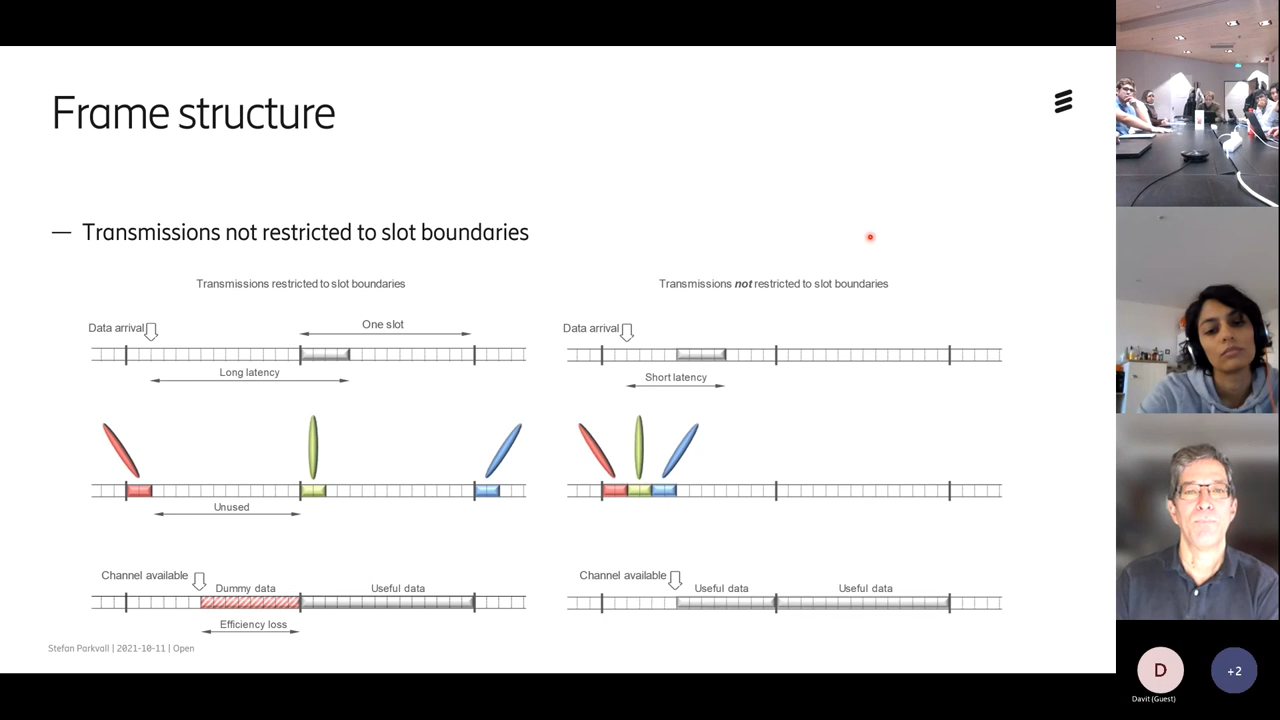 Frame structure
— Transmissions not restricted to slot boundaries
Transmissions restricted to slot boundaries
Data arrival
One slot
Long latency
Unused
Channel available
Dummy data
Useful data
Efficiency loss
Transmissions not restricted to slot boundaries
Data arrival
Short latency
Channel available
Useful data
Useful data
Stefan Parkvall | 2021-10-11 | Open
D
+2
Davit (Guest)